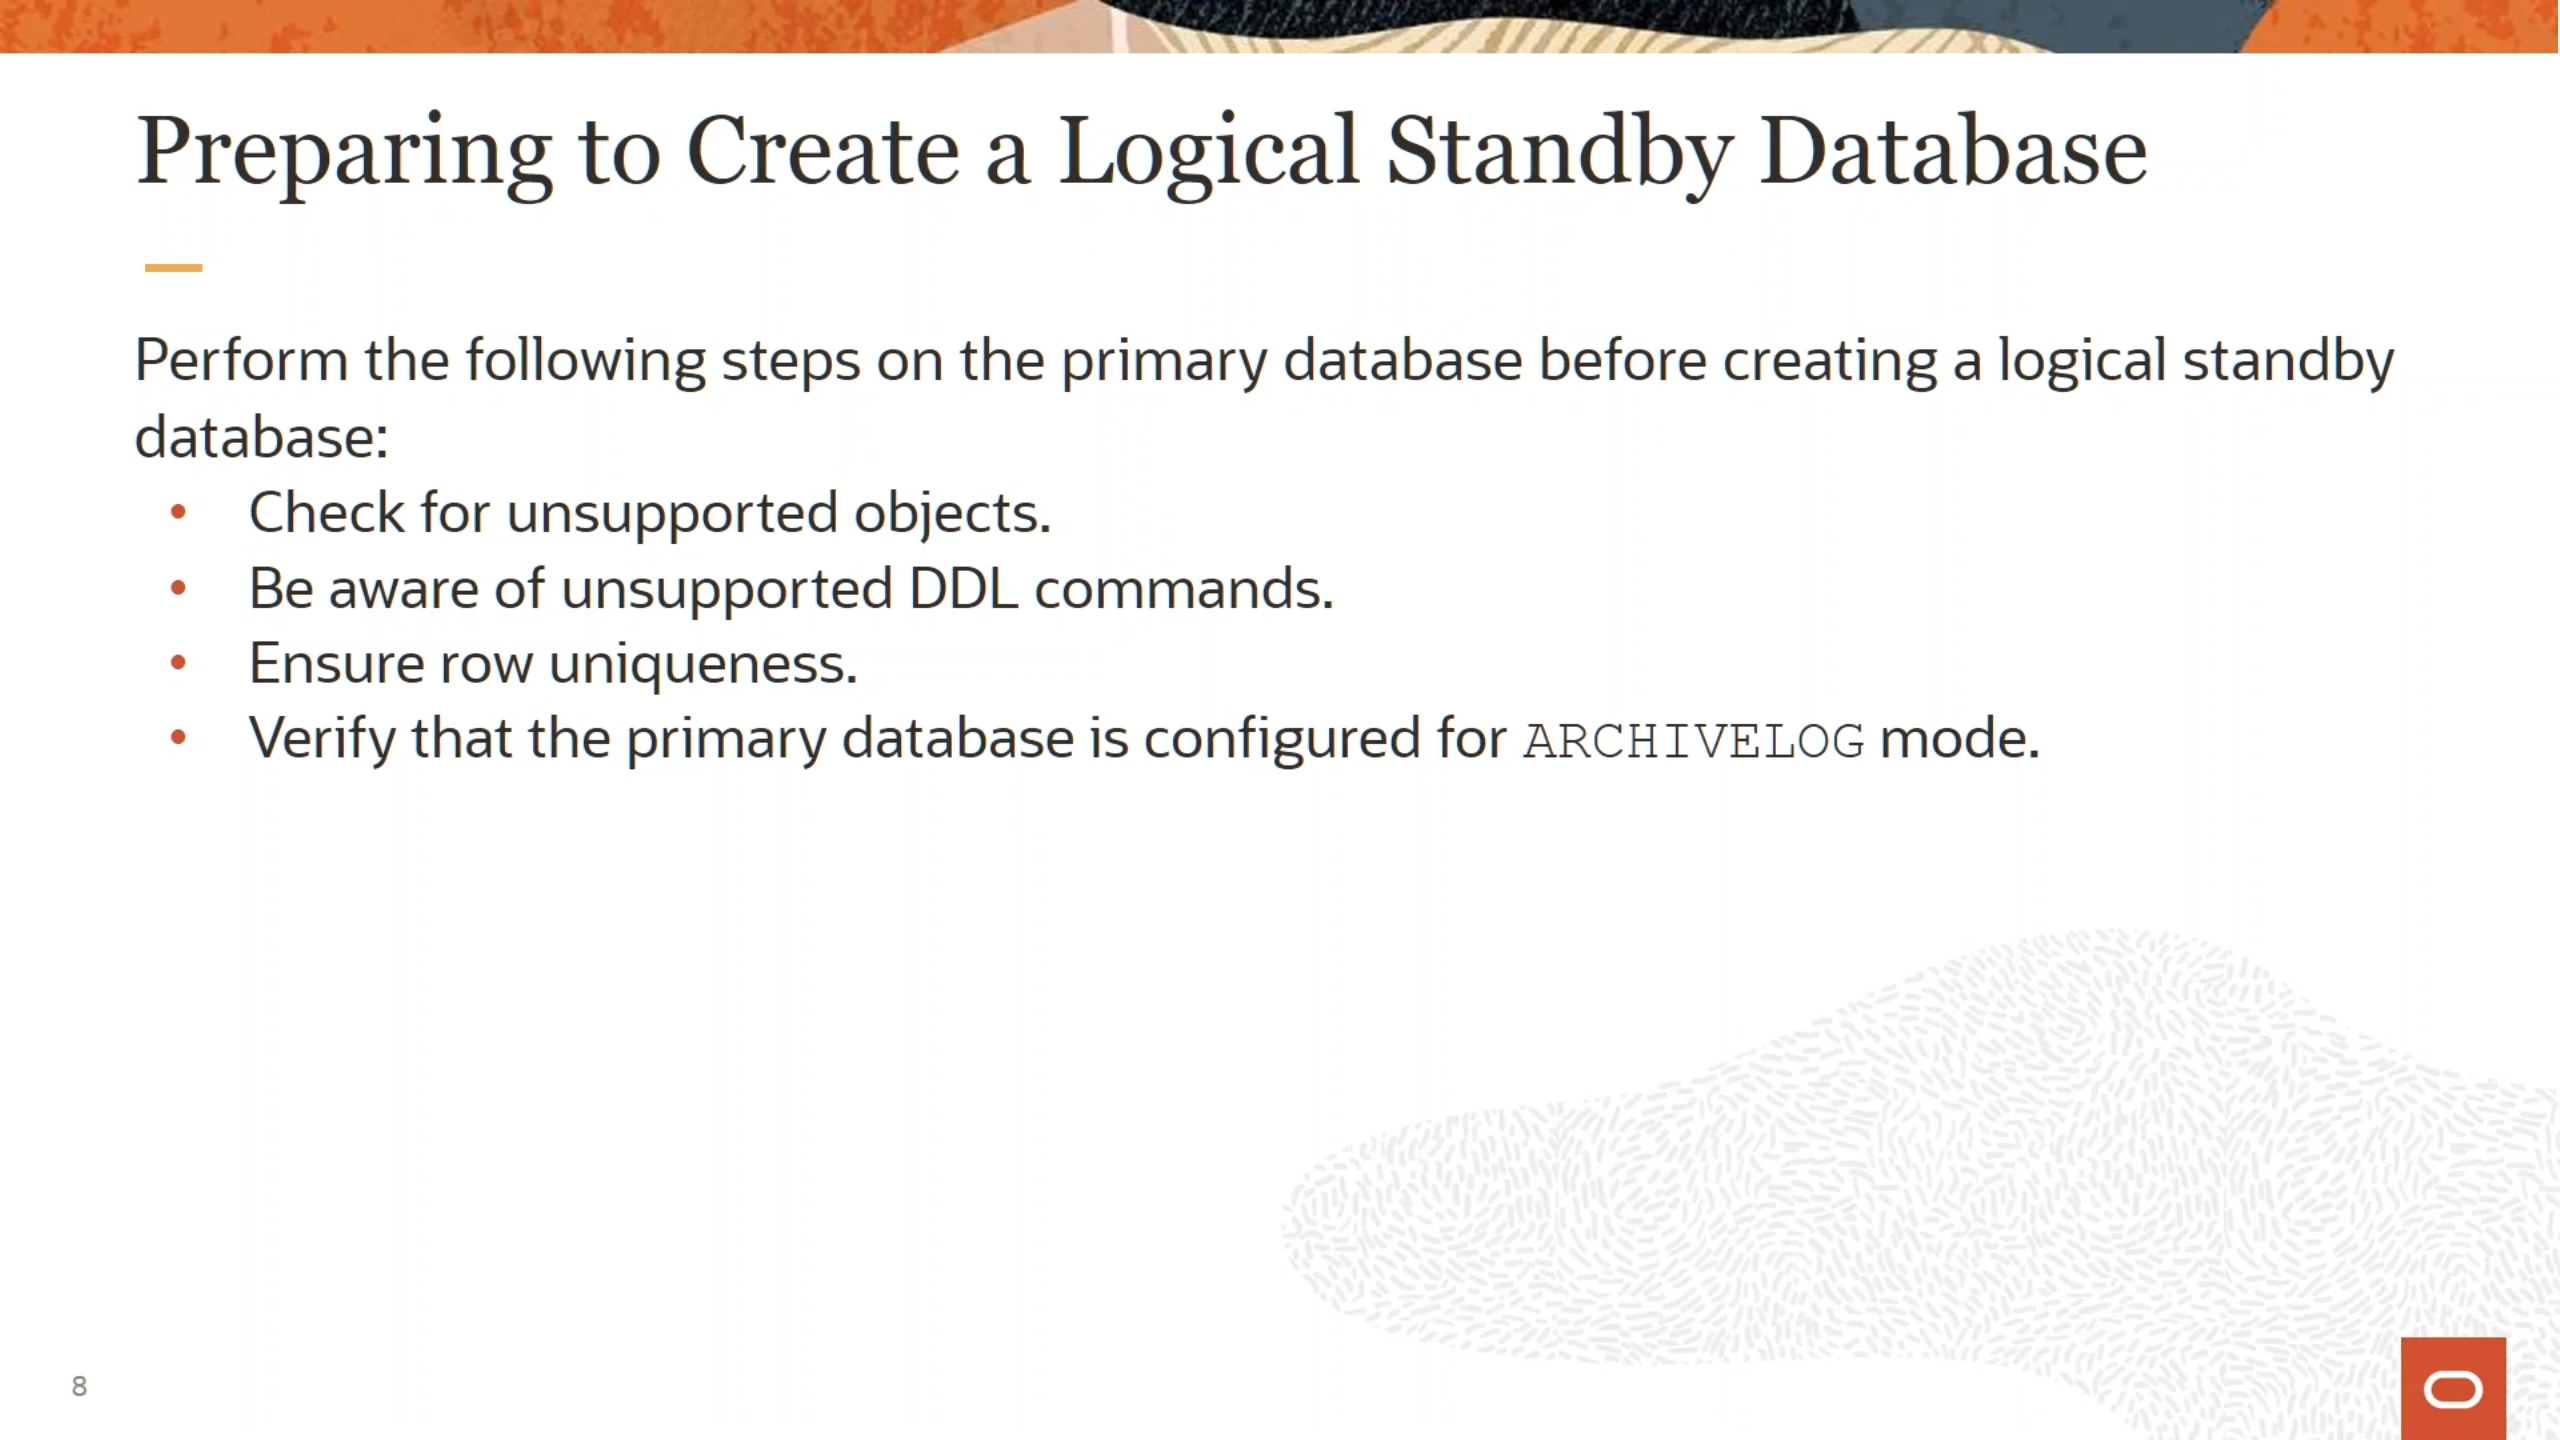 Preparing to Create a Logical Standby Database
Perform the following steps on the primary database before creating a logical standby
database:
• Check for unsupported objects.
• Be aware of unsupported DDL commands.
• Ensure row uniqueness.
• Verify that the primary database is configured for ARCHIVELOG mode.
8